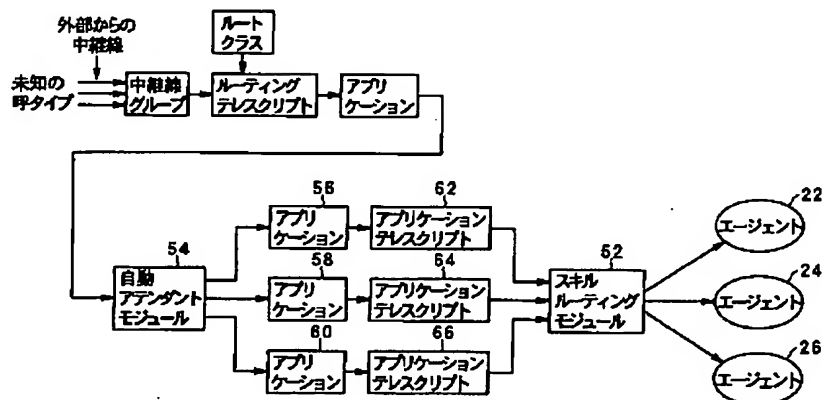 外部からの
中継線
ルート
クラス
未知の
呼タイプ
中継線
グループ
ルーティング
テレスクリプト
アプリ
ケーション
56
アプリ
ケーション
62
アプリケーション
テレスクリプト
22
エージェント
54
自動
アテンダント
モジュール
58
アプリ
ケーション
64
アプリケーション
テレスクリプト
52
スキル
ルーティング
モジュール
24
エージェント
60
アプリ
ケーション
66
アプリケーション
テレスクリプト
26
エージェント